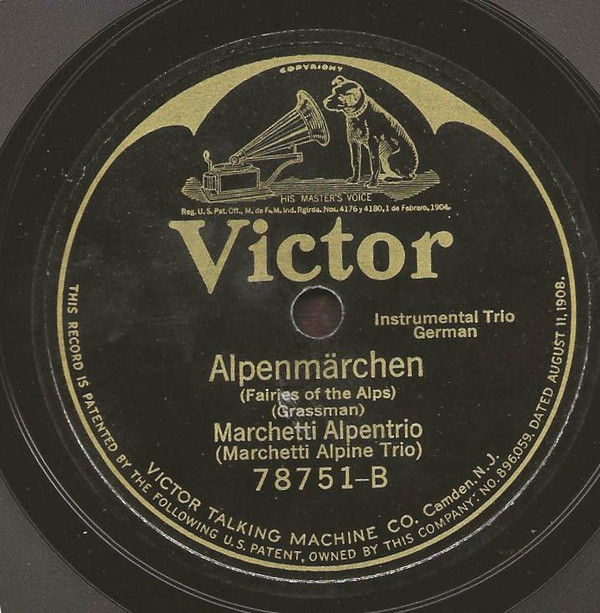 COPYRIGHT
HIS MASTER'S VOICE
Reg. U.S. Pat. Off., M. de F. M. Ind. Rgtrda. Nos. 4176 y 4180, 1 de Febrero, 1904.
Victor
Instrumental Trio
German
Alpenmärchen
(Fairies of the Alps)
(Grassman)
Marchetti Alpentrio
(Marchetti Alpine Trio)
78751-B
VICTOR TALKING MACHINE CO. Camden, N.J.
THIS RECORD IS PATENTED BY THE FOLLOWING U.S. PATENT, OWNED BY THIS COMPANY, NO. 896,059. DATED AUGUST 11, 1908.